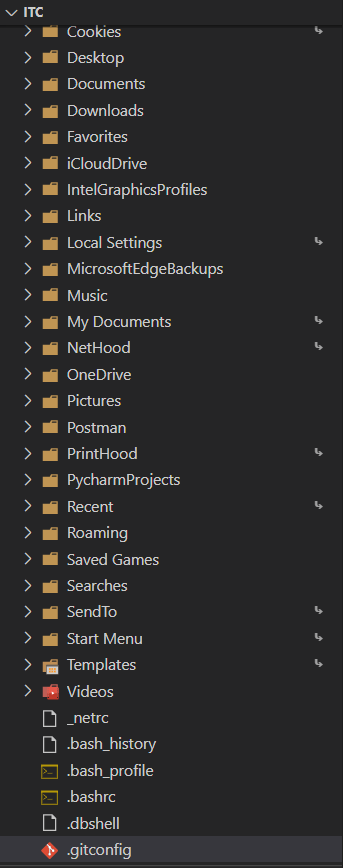 ITC
Cookies
Desktop
Documents
Downloads
Favorites
iCloudDrive
IntelGraphicsProfiles
Links
Local Settings
MicrosoftEdgeBackups
Music
My Documents
NetHood
OneDrive
Pictures
Postman
PrintHood
PycharmProjects
Recent
Roaming
Saved Games
Searches
SendTo
Start Menu
Templates
Videos
_netrc
.bash_history
.bash_profile
.bashrc
.dbshell
.gitconfig